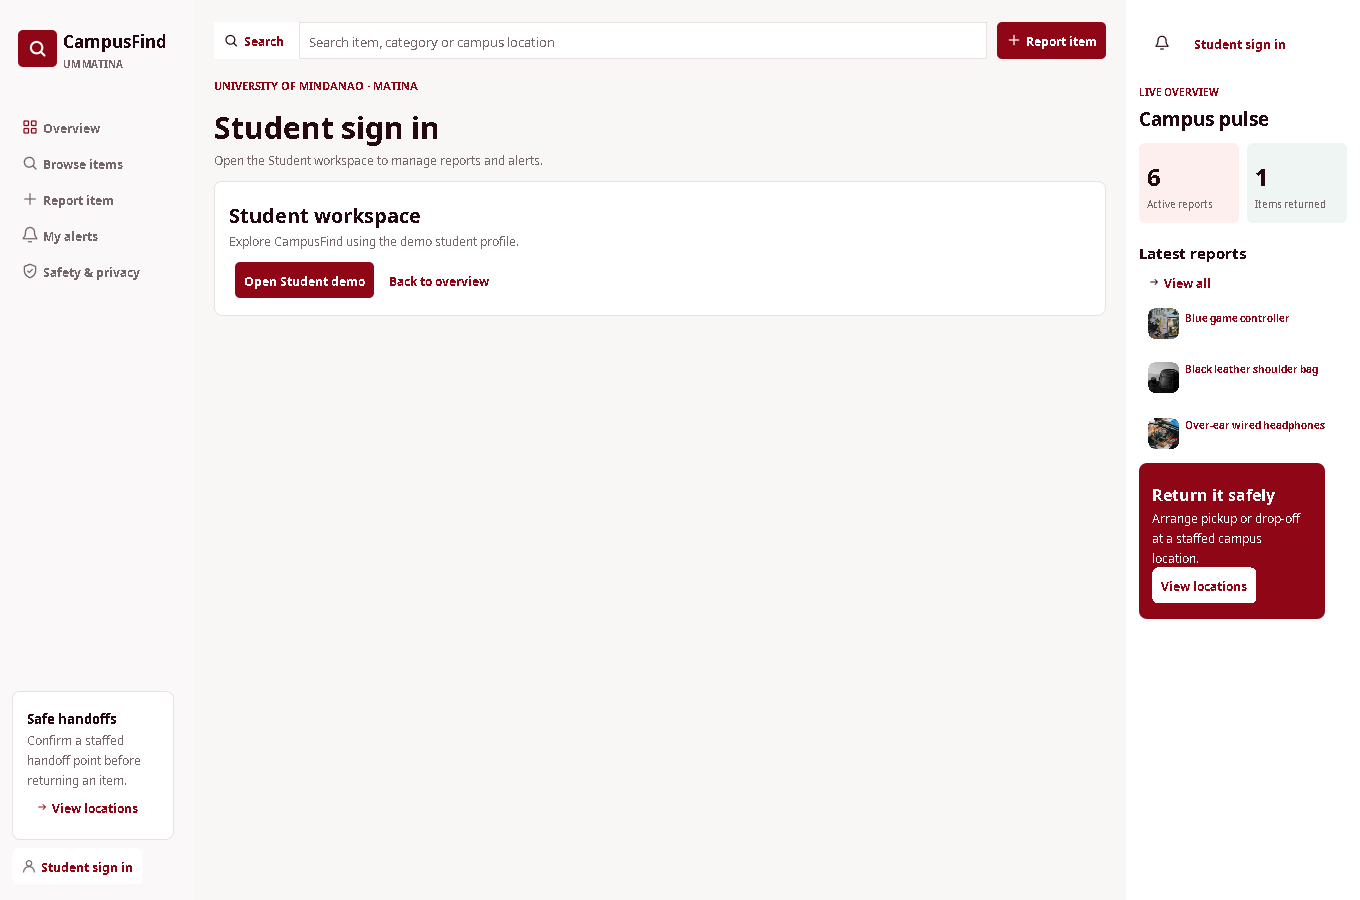 CampusFind
UM MATINA
Overview
Browse items
Report item
My alerts
Safety & privacy
Safe handoffs
Confirm a staffed
handoff point before
returning an item.
→ View locations
Student sign in
Search
Search item, category or campus location
Report item
UNIVERSITY OF MINDANAO · MATINA
Student sign in
Open the Student workspace to manage reports and alerts.
Student workspace
Explore CampusFind using the demo student profile.
Open Student demo
Back to overview
Student sign in
LIVE OVERVIEW
Campus pulse
6
Active reports
1
Items returned
Latest reports
→ View all
Blue game controller
Black leather shoulder bag
Over-ear wired headphones
Return it safely
Arrange pickup or drop-off
at a staffed campus
location.
View locations